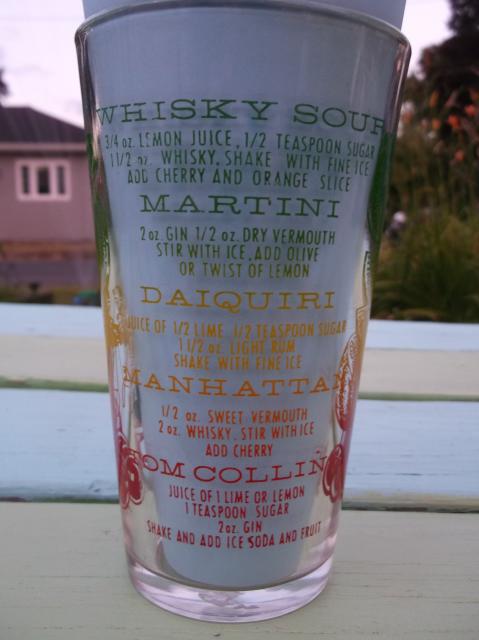 WHISKY SOUR
3/4 oz. LEMON JUICE, 1/2 TEASPOON SUGAR
1 1/2 oz. WHISKY. SHAKE WITH FINE ICE
ADD CHERRY AND ORANGE SLICE
MARTINI
2 oz. GIN 1/2 oz. DRY VERMOUTH
STIR WITH ICE, ADD OLIVE
OR TWIST OF LEMON
DAIQUIRI
JUICE OF 1/2 LIME 1/2 TEASPOON SUGAR
1 1/2 oz. LIGHT RUM
SHAKE WITH FINE ICE
MANHATTAN
1/2 oz. SWEET VERMOUTH
2 oz. WHISKY. STIR WITH ICE
ADD CHERRY
TOM COLLIN
JUICE OF 1 LIME OR LEMON
1 TEASPOON SUGAR
2 oz. GIN
SHAKE AND ADD ICE SODA AND FRUIT